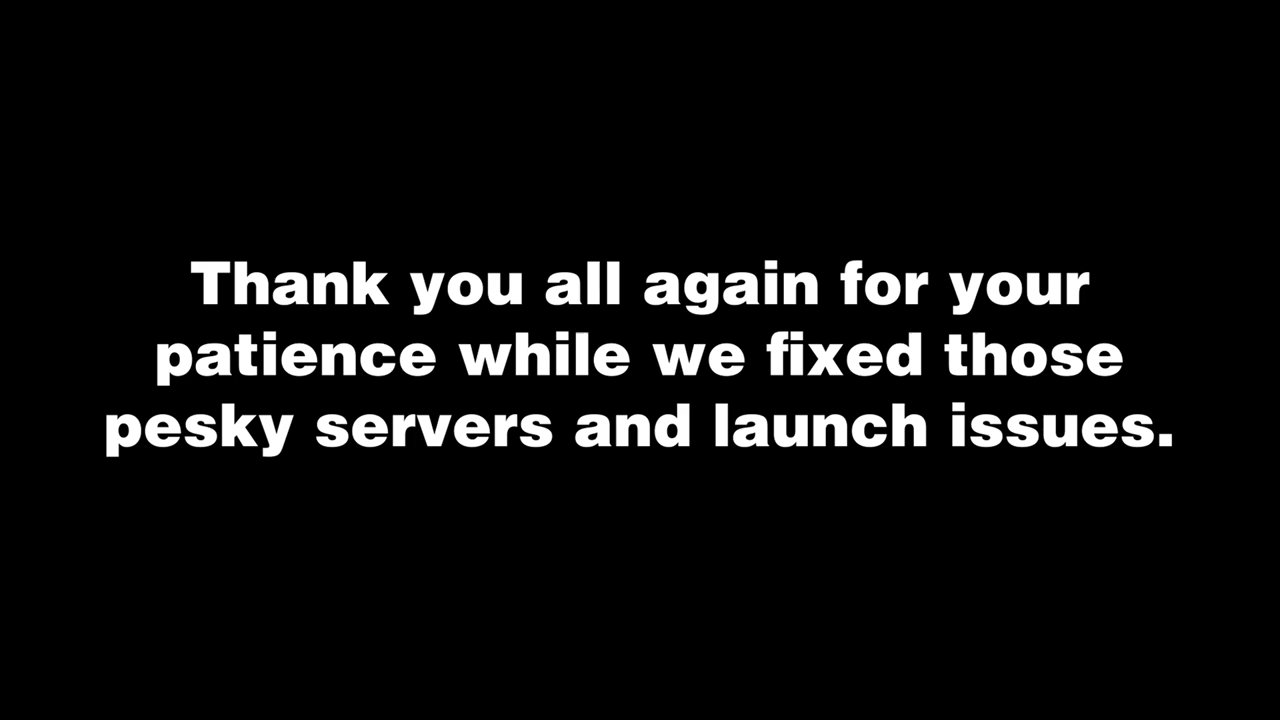 Thank you all again for your
patience while we fixed those
pesky servers and launch issues.